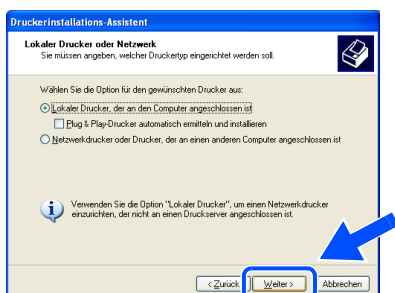 Druckerinstallations-Assistent
Lokaler Drucker oder Netzwerk
Sie müssen angeben, welcher Druckertyp eingerichtet werden soll.
Wählen Sie die Option für den gewünschten Drucker aus:
Lokaler Drucker, der an den Computer angeschlossen ist
Plug & Play-Drucker automatisch ermitteln und installieren
Netzwerkdrucker oder Drucker, der an einen anderen Computer angeschlossen ist
Verwenden Sie die Option "Lokaler Drucker", um einen Netzwerkdrucker
einzurichten, der nicht an einen Druckserver angeschlossen ist.
< Zurück Weiter > Abbrechen